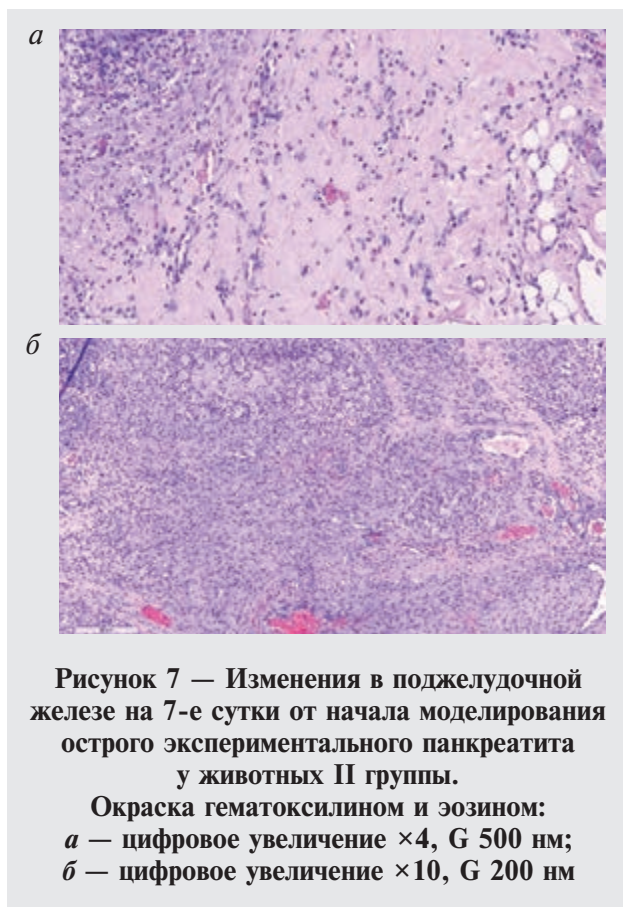 а
б
Рисунок 7 — Изменения в поджелудочной
железе на 7-е сутки от начала моделирования
острого экспериментального панкреатита
у животных II группы.
Окраска гематоксилином и эозином:
а — цифровое увеличение ×4, G 500 нм;
б — цифровое увеличение ×10, G 200 нм